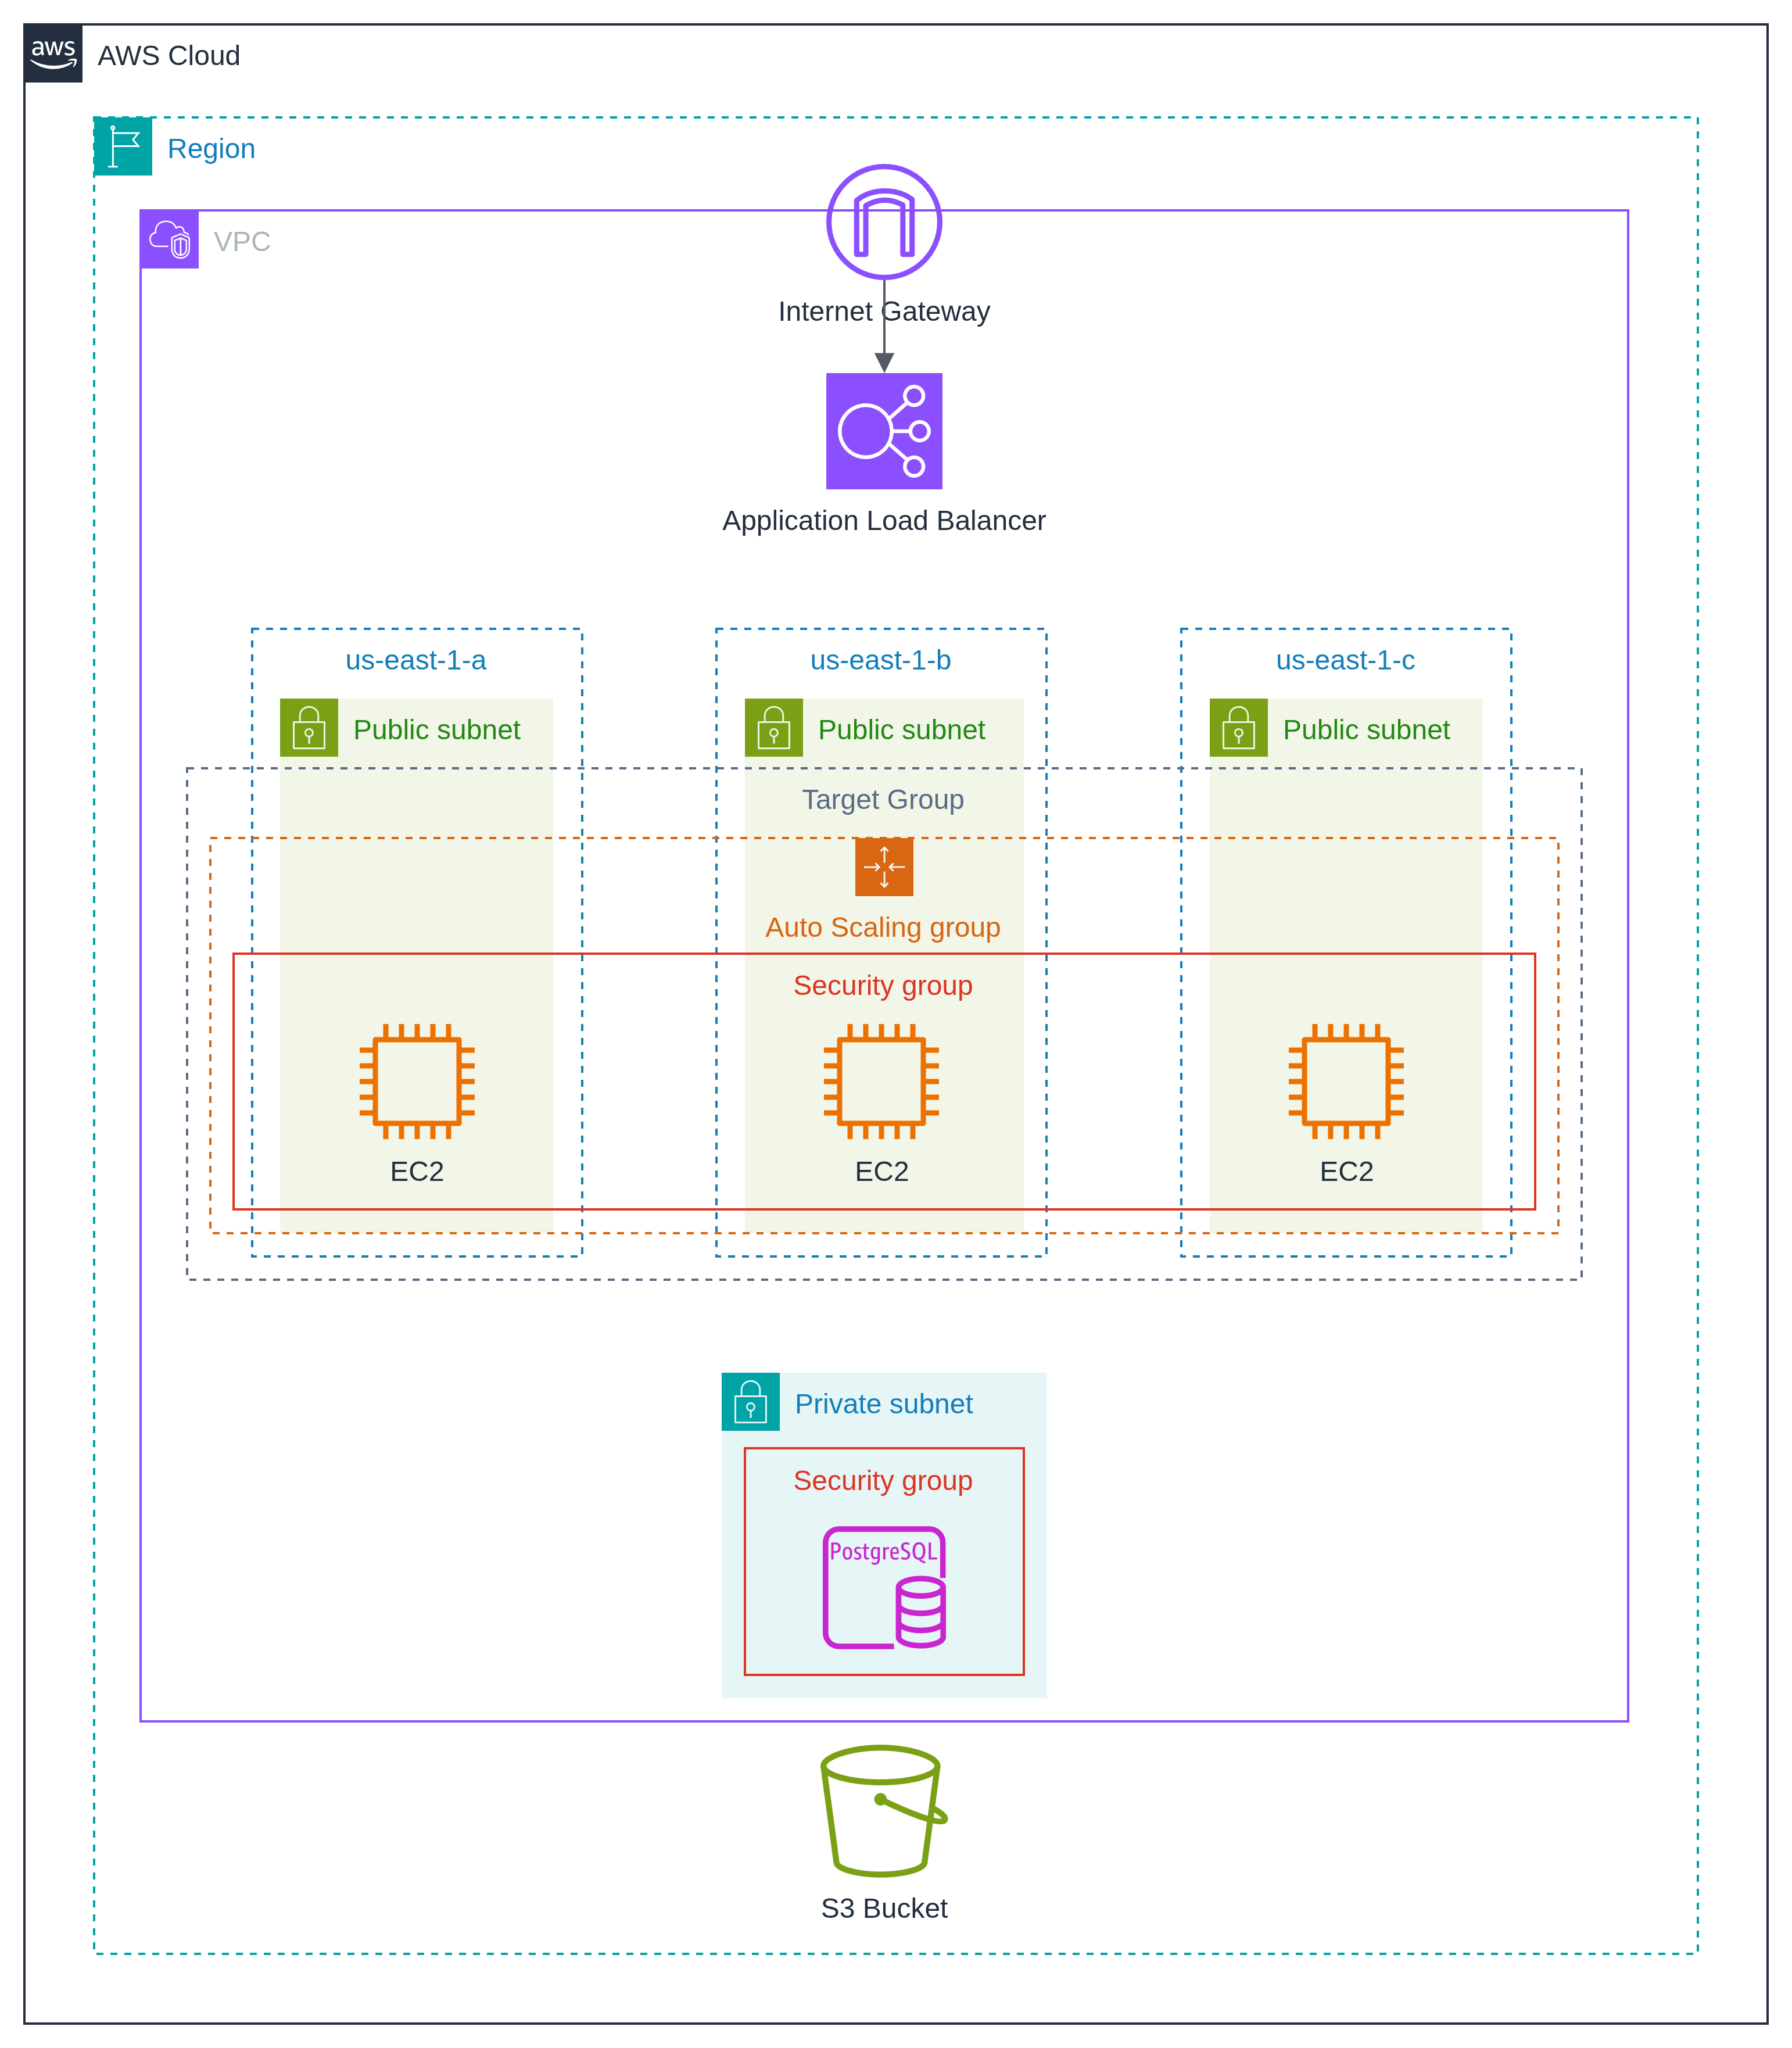 aws
AWS Cloud
Region
VPC
Internet Gateway
Application Load Balancer
us-east-1-a
us-east-1-b
us-east-1-c
Public subnet
Public subnet
Public subnet
Target Group
Auto Scaling group
Security group
EC2
EC2
EC2
Private subnet
Security group
PostgreSQL
S3 Bucket